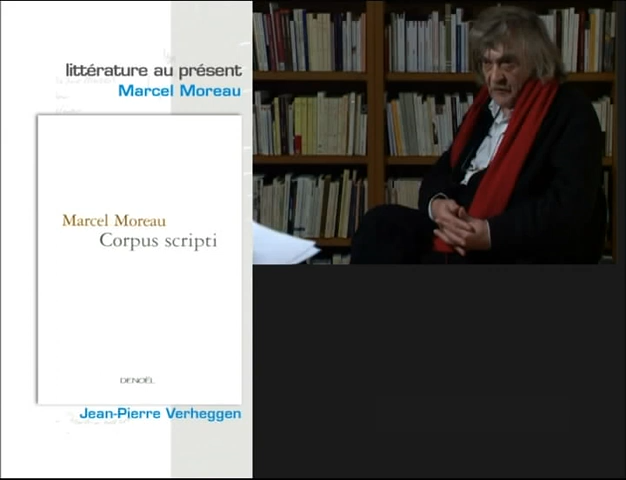 littérature au présent
Marcel Moreau
Marcel Moreau
Corpus scripti
DENOËL
Jean-Pierre Verheggen